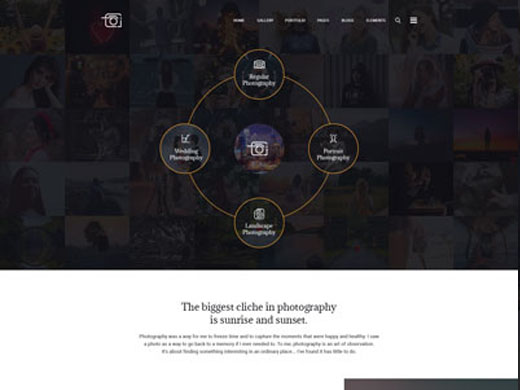 HOME GALLERY PORTFOLIO PAGES BLOGS ELEMENTS
Regular
Photography
Wedding
Photography
Portrait
Photography
Landscape
Photography
The biggest cliche in photography
is sunrise and sunset.
Photography was a way for me to freeze time and to capture the moments that were happy and healthy. I saw
a photo as a way to go back to a memory if I ever needed to. To me, photography is an art of observation.
It's about finding something interesting in an ordinary place... I've found it has little to do.